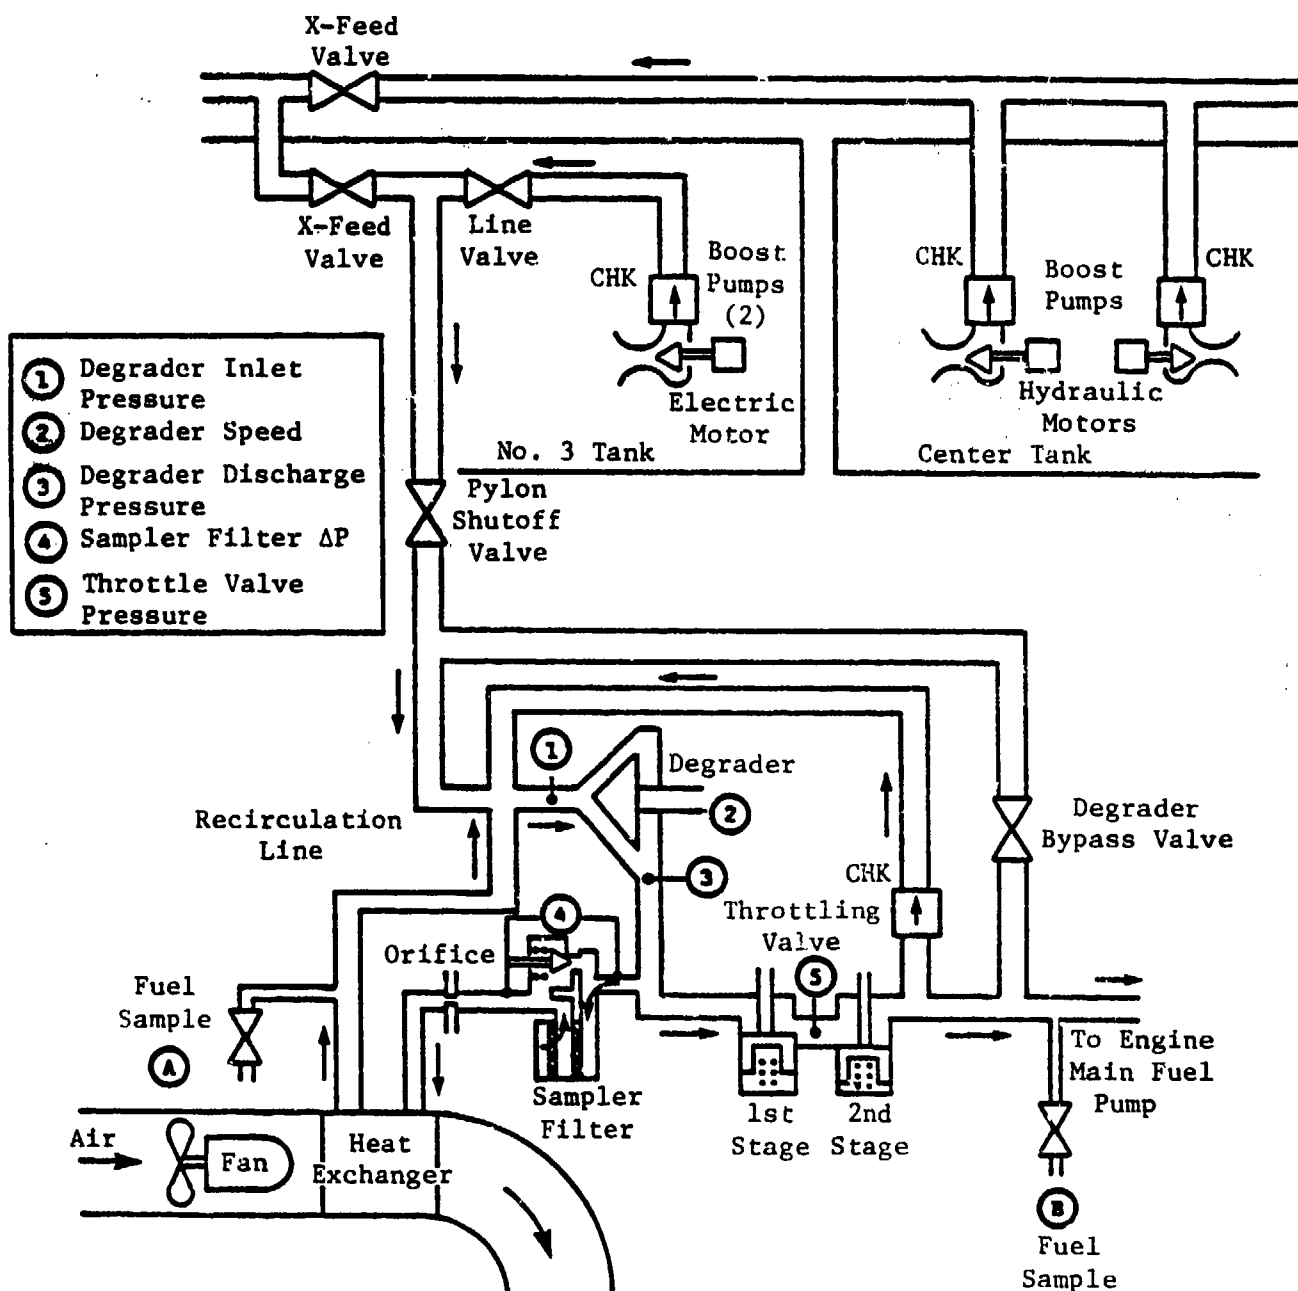 X-Feed
Valve
X-Feed
Valve
Line
Valve
CHK
Boost
Pumps
(2)
Electric
Motor
No. 3 Tank
CHK
Boost
Pumps
CHK
Hydraulic
Motors
Center Tank
1 Degrader Inlet
Pressure
2 Degrader Speed
3 Degrader Discharge
Pressure
4 Sampler Filter ΔP
5 Throttle Valve
Pressure
Pylon
Shutoff
Valve
1
Degrader
2
3
Recirculation
Line
Degrader
Bypass Valve
CHK
Throttling
Valve
5
4
Orifice
Fuel
Sample
A
Sampler
Filter
1st
Stage
2nd
Stage
To Engine
Main Fuel
Pump
B
Fuel
Sample
Air
Fan
Heat
Exchanger